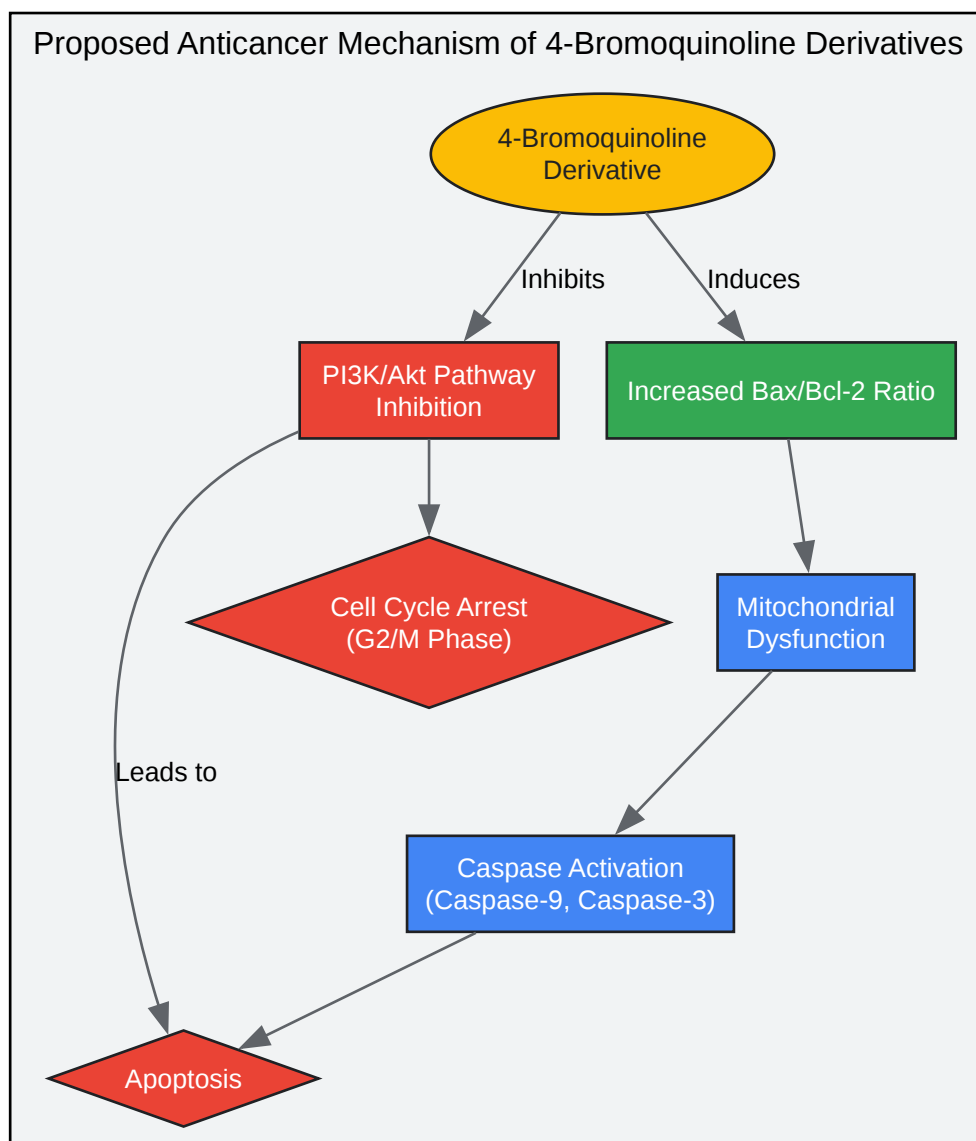 Proposed Anticancer Mechanism of 4-Bromoquinoline Derivatives
4-Bromoquinoline
Derivative
Inhibits
Induces
PI3K/Akt Pathway
Inhibition
Increased Bax/Bcl-2 Ratio
Cell Cycle Arrest
(G2/M Phase)
Mitochondrial
Dysfunction
Leads to
Caspase Activation
(Caspase-9, Caspase-3)
Apoptosis